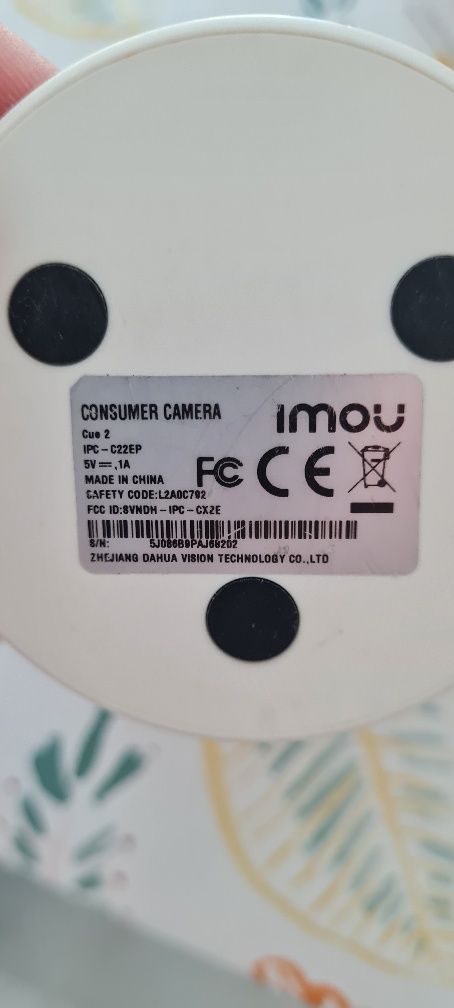 CONSUMER CAMERA
imou
Cue 2
IPC-C22EP
5V ⎓ ,1A
MADE IN CHINA
FC CE
SAFETY CODE:L2A0C792
FCC ID:SVNDH-IPC-CX2E
S/N: 5J086B9PAJ68202
ZHEJIANG DAHUA VISION TECHNOLOGY CO.,LTD